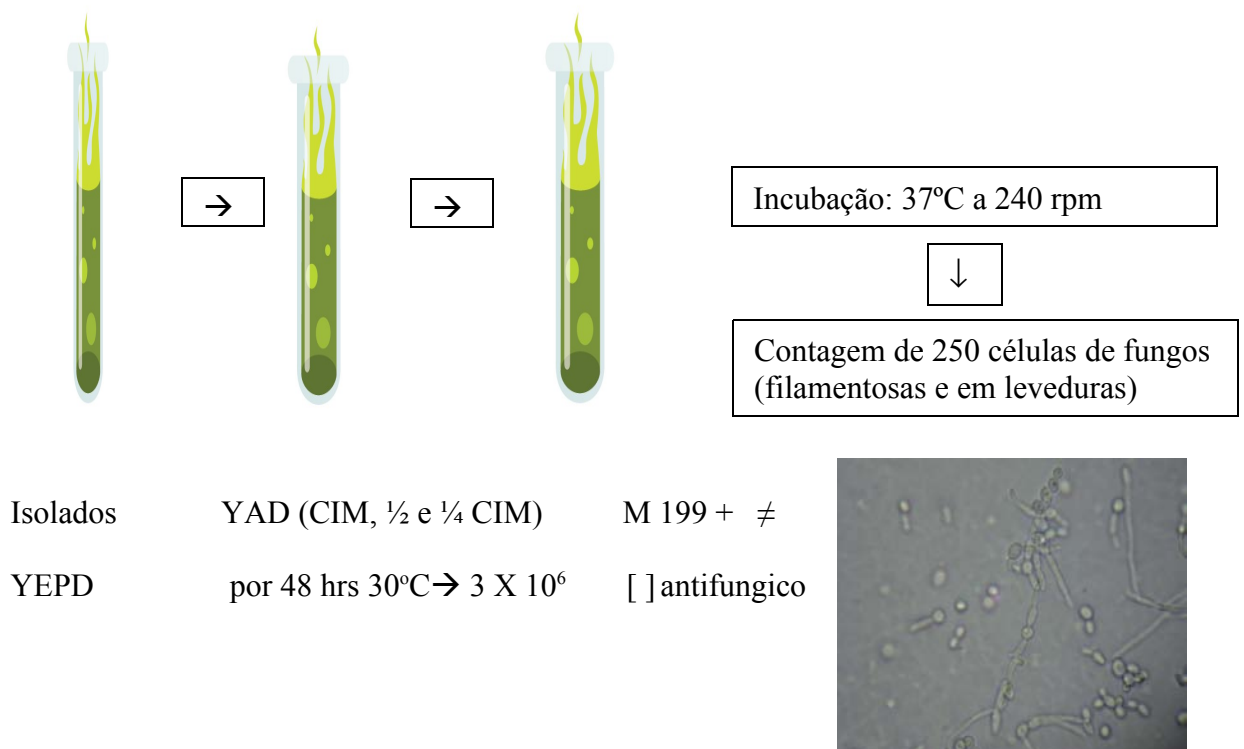 →
→
Incubação: 37ºC a 240 rpm
↓
Contagem de 250 células de fungos
(filamentosas e em leveduras)
Isolados YAD (CIM, ½ e ¼ CIM) M 199 + ≠
YEPD por 48 hrs 30ºC→ 3 X 10⁶ [ ] antifungico